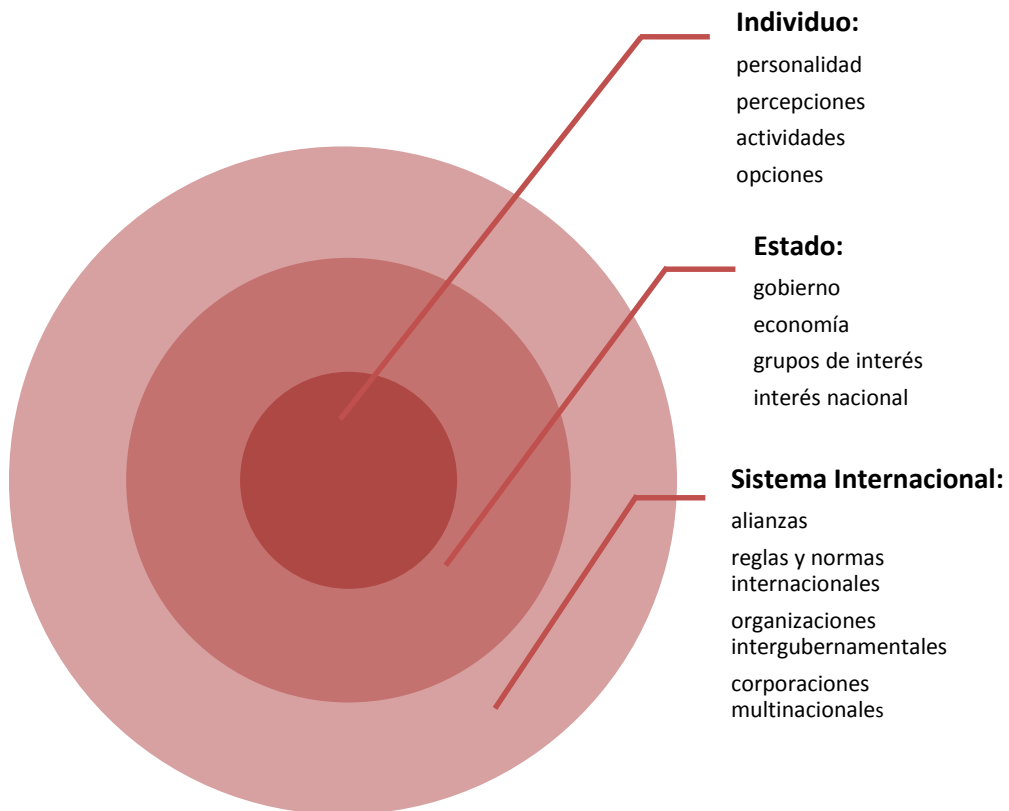 Individuo:
personalidad
percepciones
actividades
opciones
Estado:
gobierno
economía
grupos de interés
interés nacional
Sistema Internacional:
alianzas
reglas y normas
internacionales
organizaciones
intergubernamentales
corporaciones
multinacionales